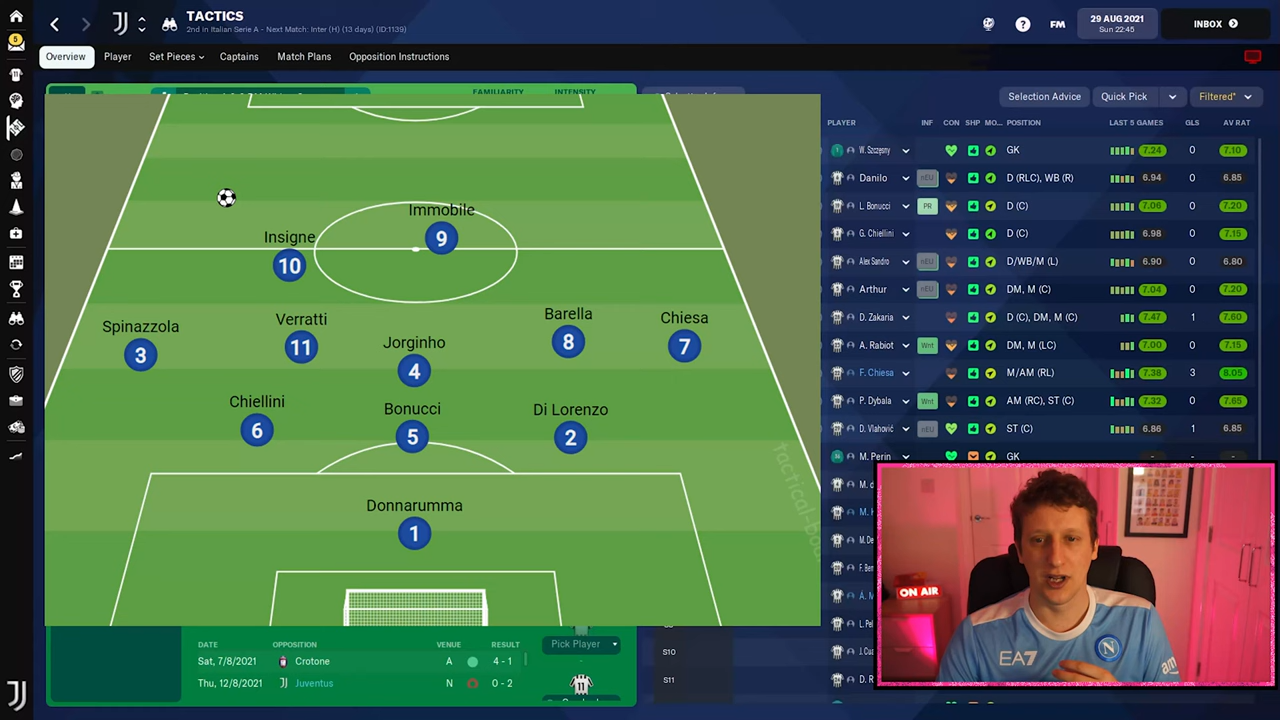 TACTICS
2nd in Italian Serie A - Next Match: Inter (H) (13 days) (ID:1139)
5
FM
29 AUG 2021
Sun 22:45
INBOX
Overview
Player
Set Pieces
Captains
Match Plans
Opposition Instructions
FAMILIARITY
INTENSITY
Selection Advice
Quick Pick
Filtered*
PLAYER INF CON SHP MO... POSITION LAST 5 GAMES GLS AV RAT
W. Szczęsny GK 7.24 0 7.10
Danilo nEU D (RLC), WB (R) 6.94 0 6.85
L. Bonucci PR D (C) 7.06 0 7.20
G. Chiellini D (C) 6.98 0 7.15
Alex Sandro nEU D/WB/M (L) 6.90 0 6.80
Arthur nEU DM, M (C) 7.04 0 7.20
D. Zakaria D (C), DM, M (C) 7.47 1 7.60
A. Rabiot Wnt DM, M (LC) 7.00 0 7.15
F. Chiesa M/AM (RL) 7.38 3 8.05
P. Dybala Wnt AM (RC), ST (C) 7.32 0 7.65
D. Vlahović nEU ST (C) 6.86 1 6.85
M. Perin GK - - -
Immobile
9
Insigne
10
Spinazzola
3
Verratti
11
Jorginho
4
Barella
8
Chiesa
7
Chiellini
6
Bonucci
5
Di Lorenzo
2
Donnarumma
1
DATE OPPOSITION VENUE RESULT
Sat, 7/8/2021 Crotone A 4 - 1
Thu, 12/8/2021 Juventus N 0 - 2
Pick Player
11
S10
S11
ON AIR
EA7
N